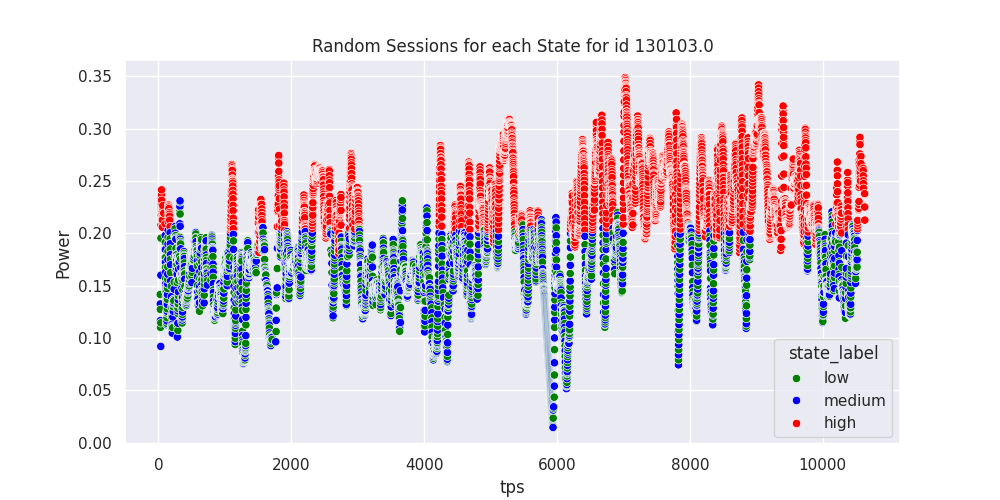 Random Sessions for each State for id 130103.0
0.35
0.30
0.25
0.20
0.15
0.10
0.05
0.00
Power
0
2000
4000
6000
8000
10000
tps
state_label
low
medium
high